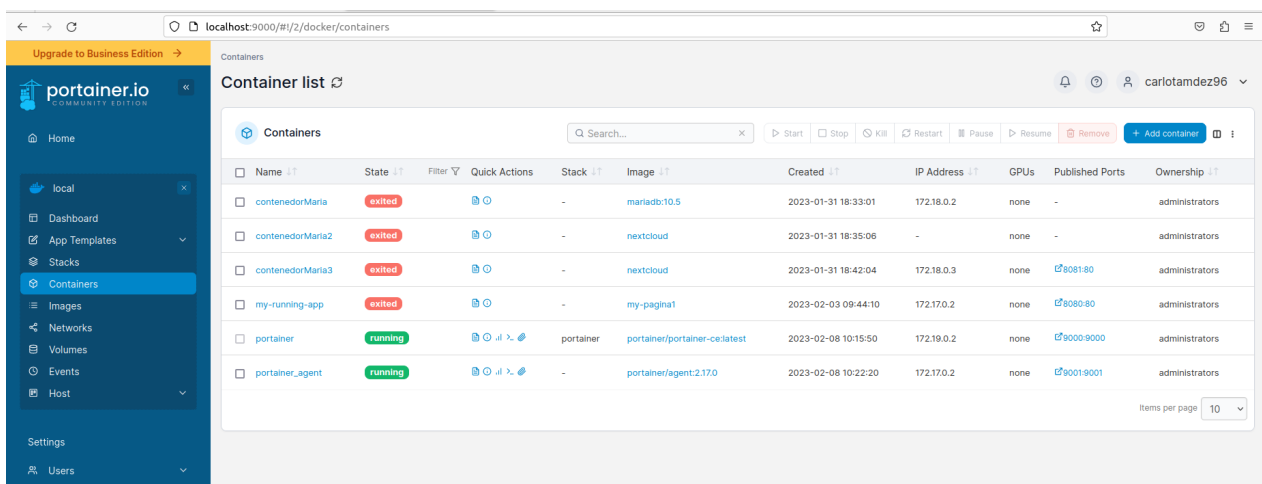 localhost:9000/#!/2/docker/containers
Upgrade to Business Edition →
portainer.io
COMMUNITY EDITION
Home
local
Dashboard
App Templates
Stacks
Containers
Images
Networks
Volumes
Events
Host
Settings
Users
Containers
Container list
carlotamdez96
Containers
Search...
Start Stop Kill Restart Pause Resume Remove + Add container
Name State Filter Quick Actions Stack Image Created IP Address GPUs Published Ports Ownership
contenedorMaria exited - mariadb:10.5 2023-01-31 18:33:01 172.18.0.2 none - administrators
contenedorMaria2 exited - nextcloud 2023-01-31 18:35:06 - none - administrators
contenedorMaria3 exited - nextcloud 2023-01-31 18:42:04 172.18.0.3 none 8081:80 administrators
my-running-app exited - my-pagina1 2023-02-03 09:44:10 172.17.0.2 none 8080:80 administrators
portainer running portainer portainer/portainer-ce:latest 2023-02-08 10:15:50 172.19.0.2 none 9000:9000 administrators
portainer_agent running - portainer/agent:2.17.0 2023-02-08 10:22:20 172.17.0.2 none 9001:9001 administrators
Items per page 10